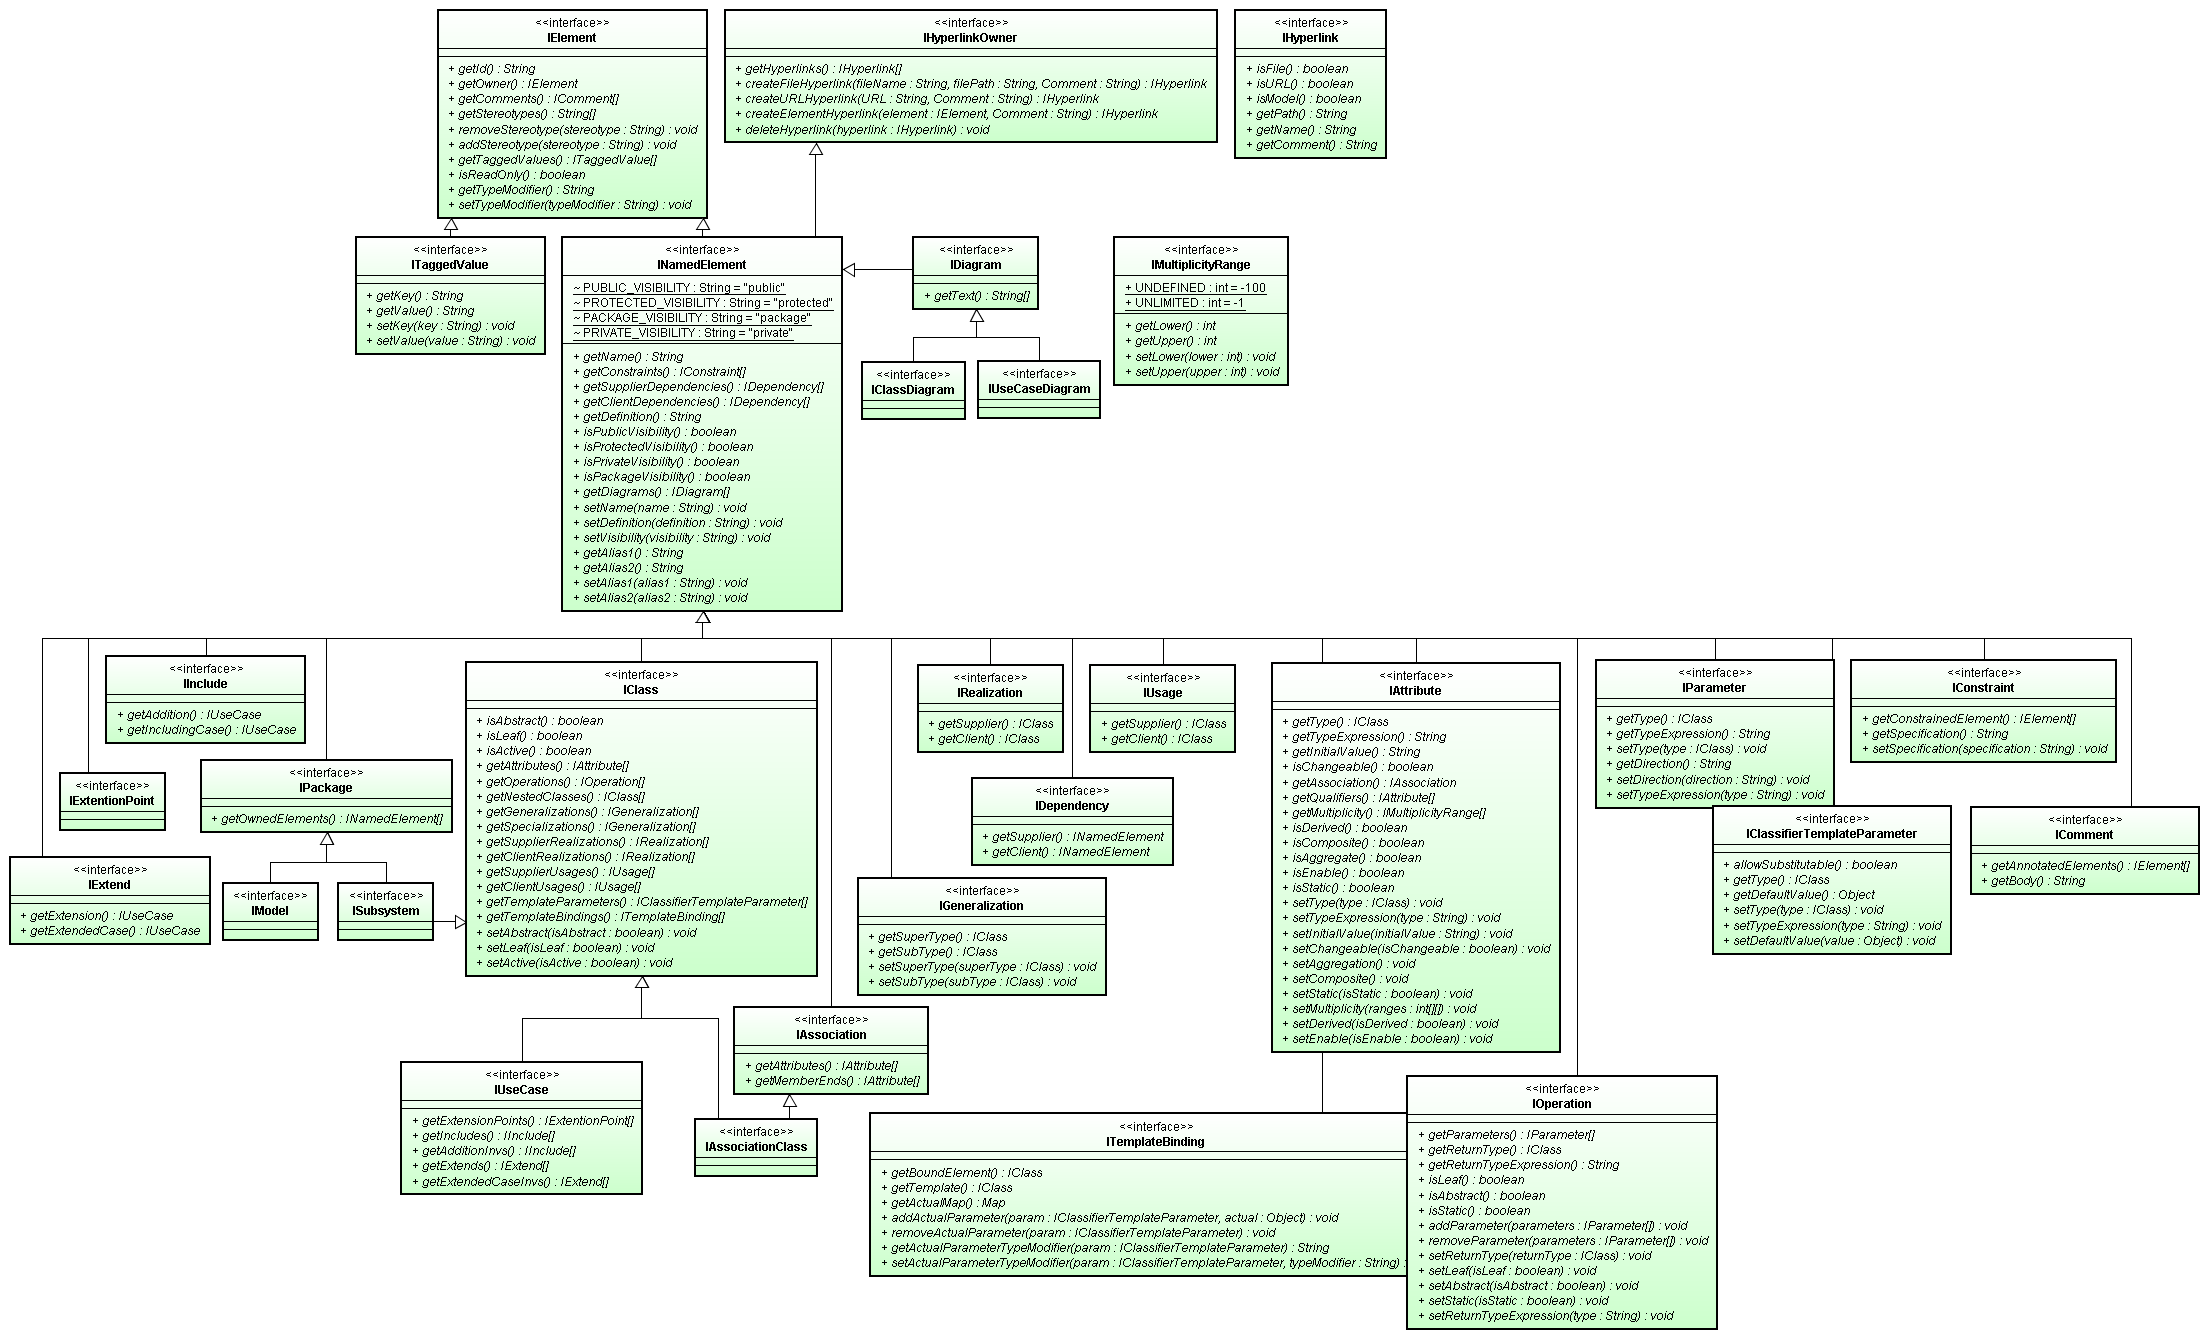 <<interface>>
IElement
+ getId() : String
+ getOwner() : IElement
+ getComments() : IComment[]
+ getStereotypes() : String[]
+ removeStereotype(stereotype : String) : void
+ addStereotype(stereotype : String) : void
+ getTaggedValues() : ITaggedValue[]
+ isReadOnly() : boolean
+ getTypeModifier() : String
+ setTypeModifier(typeModifier : String) : void
<<interface>>
IHyperlinkOwner
+ getHyperlinks() : IHyperlink[]
+ createFileHyperlink(fileName : String, filePath : String, Comment : String) : IHyperlink
+ createURLHyperlink(URL : String, Comment : String) : IHyperlink
+ createElementHyperlink(element : IElement, Comment : String) : IHyperlink
+ deleteHyperlink(hyperlink : IHyperlink) : void
<<interface>>
IHyperlink
+ isFile() : boolean
+ isURL() : boolean
+ isModel() : boolean
+ getPath() : String
+ getName() : String
+ getComment() : String
<<interface>>
ITaggedValue
+ getKey() : String
+ getValue() : String
+ setKey(key : String) : void
+ setValue(value : String) : void
<<interface>>
INamedElement
~ PUBLIC_VISIBILITY : String = "public"
~ PROTECTED_VISIBILITY : String = "protected"
~ PACKAGE_VISIBILITY : String = "package"
~ PRIVATE_VISIBILITY : String = "private"
+ getName() : String
+ getConstraints() : IConstraint[]
+ getSupplierDependencies() : IDependency[]
+ getClientDependencies() : IDependency[]
+ getDefinition() : String
+ isPublicVisibility() : boolean
+ isProtectedVisibility() : boolean
+ isPrivateVisibility() : boolean
+ isPackageVisibility() : boolean
+ getDiagrams() : IDiagram[]
+ setName(name : String) : void
+ setDefinition(definition : String) : void
+ setVisibility(visibility : String) : void
+ getAlias1() : String
+ getAlias2() : String
+ setAlias1(alias1 : String) : void
+ setAlias2(alias2 : String) : void
<<interface>>
IDiagram
+ getText() : String[]
<<interface>>
IClassDiagram
<<interface>>
IUseCaseDiagram
<<interface>>
IMultiplicityRange
+ UNDEFINED : int = -100
+ UNLIMITED : int = -1
+ getLower() : int
+ getUpper() : int
+ setLower(lower : int) : void
+ setUpper(upper : int) : void
<<interface>>
IInclude
+ getAddition() : IUseCase
+ getIncludingCase() : IUseCase
<<interface>>
IExtentionPoint
<<interface>>
IPackage
+ getOwnedElements() : INamedElement[]
<<interface>>
IExtend
+ getExtension() : IUseCase
+ getExtendedCase() : IUseCase
<<interface>>
IModel
<<interface>>
ISubsystem
<<interface>>
IClass
+ isAbstract() : boolean
+ isLeaf() : boolean
+ isActive() : boolean
+ getAttributes() : IAttribute[]
+ getOperations() : IOperation[]
+ getNestedClasses() : IClass[]
+ getGeneralizations() : IGeneralization[]
+ getSpecializations() : IGeneralization[]
+ getSupplierRealizations() : IRealization[]
+ getClientRealizations() : IRealization[]
+ getSupplierUsages() : IUsage[]
+ getClientUsages() : IUsage[]
+ getTemplateParameters() : IClassifierTemplateParameter[]
+ getTemplateBindings() : ITemplateBinding[]
+ setAbstract(isAbstract : boolean) : void
+ setLeaf(isLeaf : boolean) : void
+ setActive(isActive : boolean) : void
<<interface>>
IUseCase
+ getExtensionPoints() : IExtentionPoint[]
+ getIncludes() : IInclude[]
+ getAdditionInvs() : IInclude[]
+ getExtends() : IExtend[]
+ getExtendedCaseInvs() : IExtend[]
<<interface>>
IAssociation
+ getAttributes() : IAttribute[]
+ getMemberEnds() : IAttribute[]
<<interface>>
IAssociationClass
<<interface>>
IRealization
+ getSupplier() : IClass
+ getClient() : IClass
<<interface>>
IUsage
+ getSupplier() : IClass
+ getClient() : IClass
<<interface>>
IDependency
+ getSupplier() : INamedElement
+ getClient() : INamedElement
<<interface>>
IGeneralization
+ getSuperType() : IClass
+ getSubType() : IClass
+ setSuperType(superType : IClass) : void
+ setSubType(subType : IClass) : void
<<interface>>
IAttribute
+ getType() : IClass
+ getTypeExpression() : String
+ getInitialValue() : String
+ isChangeable() : boolean
+ getAssociation() : IAssociation
+ getQualifiers() : IAttribute[]
+ getMultiplicity() : IMultiplicityRange[]
+ isDerived() : boolean
+ isComposite() : boolean
+ isAggregate() : boolean
+ isEnable() : boolean
+ isStatic() : boolean
+ setType(type : IClass) : void
+ setTypeExpression(type : String) : void
+ setInitialValue(initialValue : String) : void
+ setChangeable(isChangeable : boolean) : void
+ setAggregation() : void
+ setComposite() : void
+ setStatic(isStatic : boolean) : void
+ setMultiplicity(ranges : int[][]) : void
+ setDerived(isDerived : boolean) : void
+ setEnable(isEnable : boolean) : void
<<interface>>
IParameter
+ getType() : IClass
+ getTypeExpression() : String
+ setType(type : IClass) : void
+ getDirection() : String
+ setDirection(direction : String) : void
+ setTypeExpression(type : String) : void
<<interface>>
IConstraint
+ getConstrainedElement() : IElement[]
+ getSpecification() : String
+ setSpecification(specification : String) : void
<<interface>>
IClassifierTemplateParameter
+ allowSubstitutable() : boolean
+ getType() : IClass
+ getDefaultValue() : Object
+ setType(type : IClass) : void
+ setTypeExpression(type : String) : void
+ setDefaultValue(value : Object) : void
<<interface>>
IComment
+ getAnnotatedElements() : IElement[]
+ getBody() : String
<<interface>>
ITemplateBinding
+ getBoundElement() : IClass
+ getTemplate() : IClass
+ getActualMap() : Map
+ addActualParameter(param : IClassifierTemplateParameter, actual : Object) : void
+ removeActualParameter(param : IClassifierTemplateParameter) : void
+ getActualParameterTypeModifier(param : IClassifierTemplateParameter) : String
+ setActualParameterTypeModifier(param : IClassifierTemplateParameter, typeModifier : String) :
<<interface>>
IOperation
+ getParameters() : IParameter[]
+ getReturnType() : IClass
+ getReturnTypeExpression() : String
+ isLeaf() : boolean
+ isAbstract() : boolean
+ isStatic() : boolean
+ addParameter(parameters : IParameter[]) : void
+ removeParameter(parameters : IParameter[]) : void
+ setReturnType(returnType : IClass) : void
+ setLeaf(isLeaf : boolean) : void
+ setAbstract(isAbstract : boolean) : void
+ setStatic(isStatic : boolean) : void
+ setReturnTypeExpression(type : String) : void